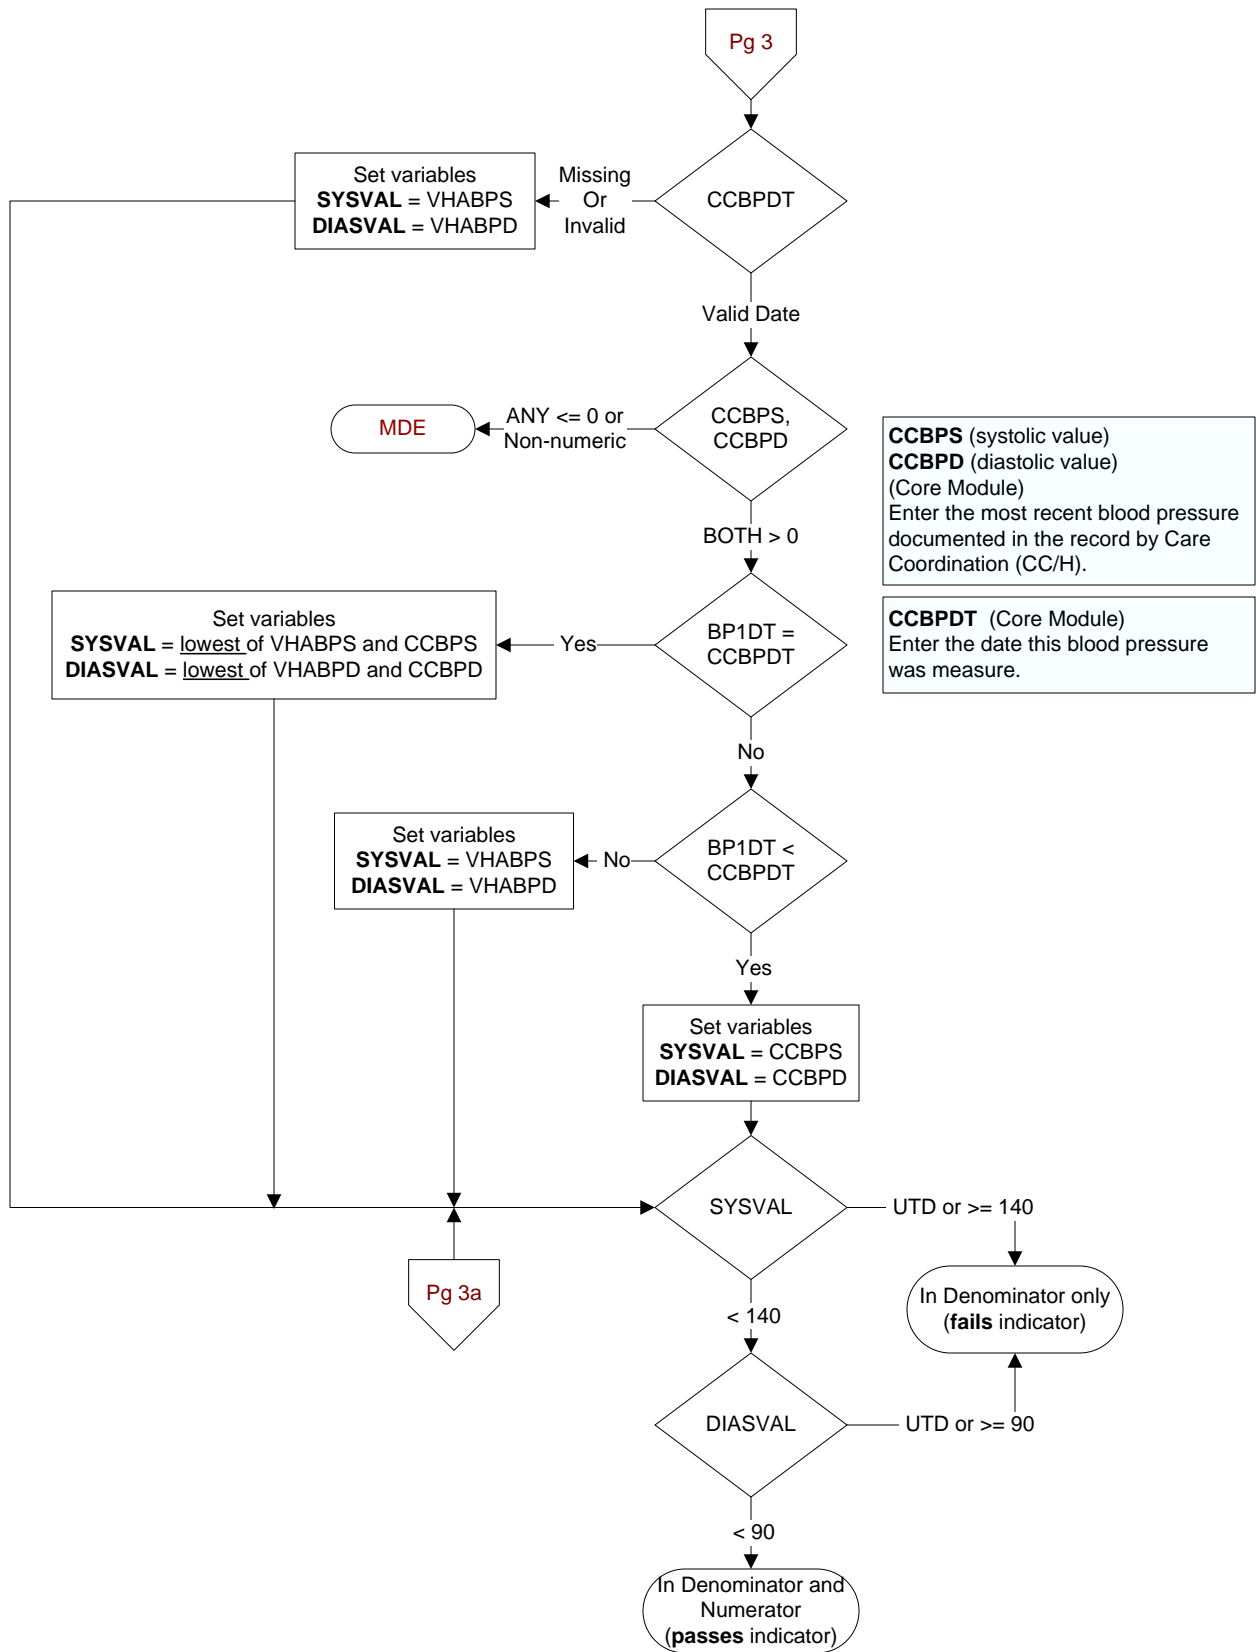 Pg 3
CCBPDT
Missing
Or
Invalid
Set variables
SYSVAL = VHABPS
DIASVAL = VHABPD
Valid Date
CCBPS,
CCBPD
ANY <= 0 or
Non-numeric
MDE
CCBPS (systolic value)
CCBPD (diastolic value)
(Core Module)
Enter the most recent blood pressure
documented in the record by Care
Coordination (CC/H).
BOTH > 0
CCBPDT (Core Module)
Enter the date this blood pressure
was measure.
BP1DT =
CCBPDT
Yes
Set variables
SYSVAL = lowest of VHABPS and CCBPS
DIASVAL = lowest of VHABPD and CCBPD
No
BP1DT <
CCBPDT
No
Set variables
SYSVAL = VHABPS
DIASVAL = VHABPD
Yes
Set variables
SYSVAL = CCBPS
DIASVAL = CCBPD
SYSVAL
UTD or >= 140
Pg 3a
In Denominator only
(fails indicator)
< 140
DIASVAL
UTD or >= 90
< 90
In Denominator and
Numerator
(passes indicator)